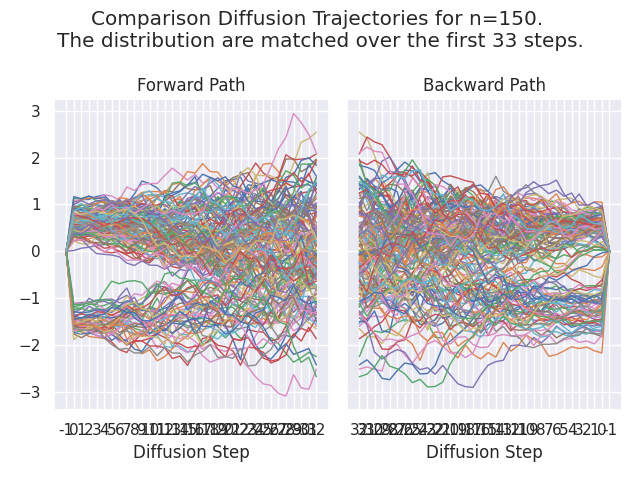 Comparison Diffusion Trajectories for n=150.
The distribution are matched over the first 33 steps.
Forward Path
Backward Path
3
2
1
0
−1
−2
−3
Diffusion Step
Diffusion Step